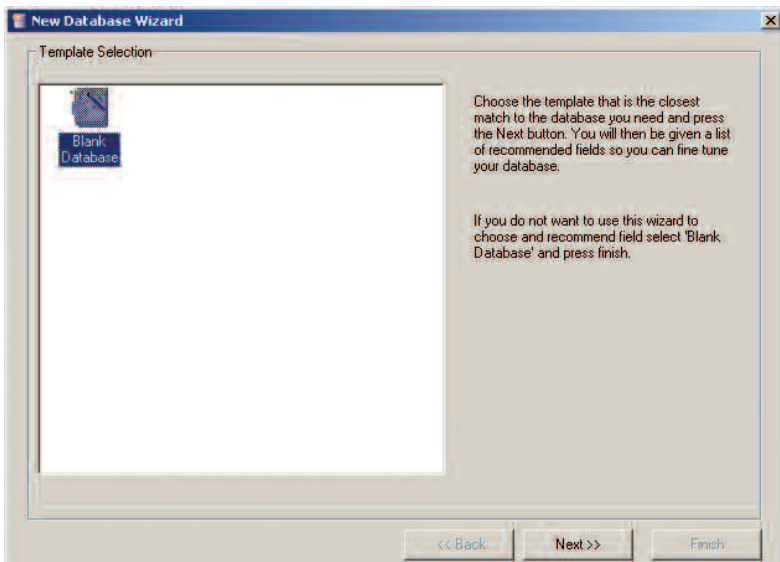 New Database Wizard
Template Selection
Blank
Database
Choose the template that is the closest
match to the database you need and press
the Next button. You will then be given a list
of recommended fields so you can fine tune
your database.
If you do not want to use this wizard to
choose and recommend field select 'Blank
Database' and press finish.
<< Back
Next >>
Finish